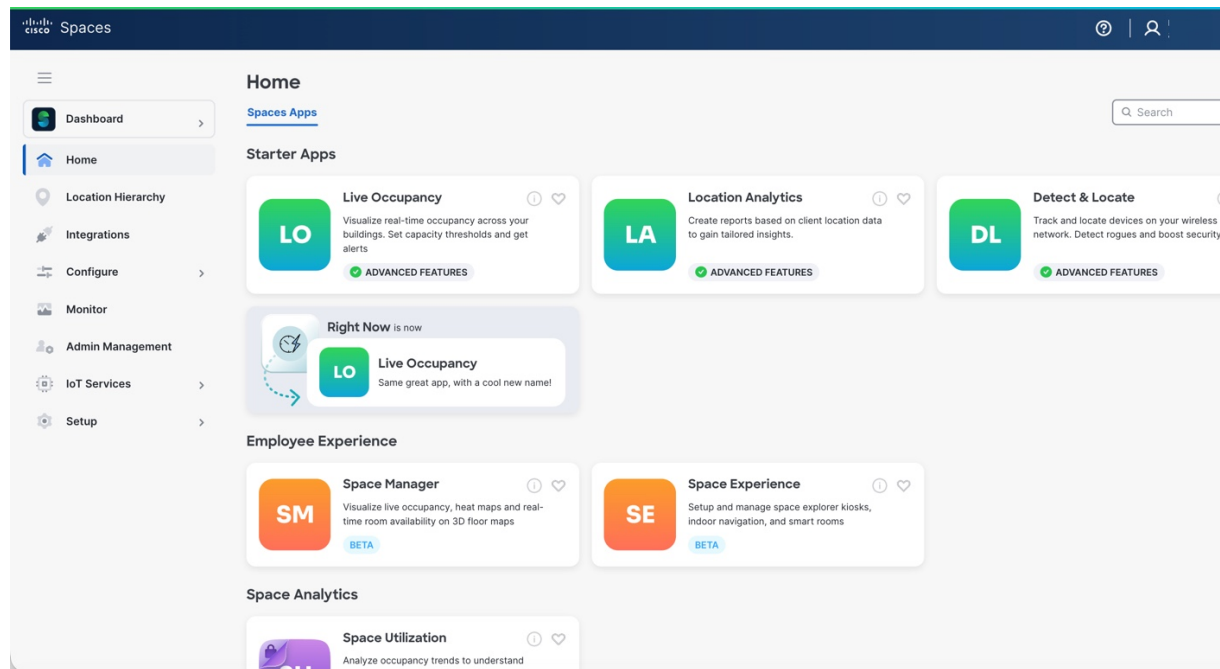 CISCO Spaces
Home
Spaces Apps
Search
Dashboard
Home
Location Hierarchy
Integrations
Configure
Monitor
Admin Management
IoT Services
Setup
Starter Apps
LO
Live Occupancy
Visualize real-time occupancy across your
buildings. Set capacity thresholds and get
alerts
ADVANCED FEATURES
LA
Location Analytics
Create reports based on client location data
to gain tailored insights.
ADVANCED FEATURES
DL
Detect & Locate
Track and locate devices on your wireless
network. Detect rogues and boost security
ADVANCED FEATURES
Right Now is now
LO
Live Occupancy
Same great app, with a cool new name!
Employee Experience
SM
Space Manager
Visualize live occupancy, heat maps and real-
time room availability on 3D floor maps
BETA
SE
Space Experience
Setup and manage space explorer kiosks,
indoor navigation, and smart rooms
BETA
Space Analytics
Space Utilization
Analyze occupancy trends to understand